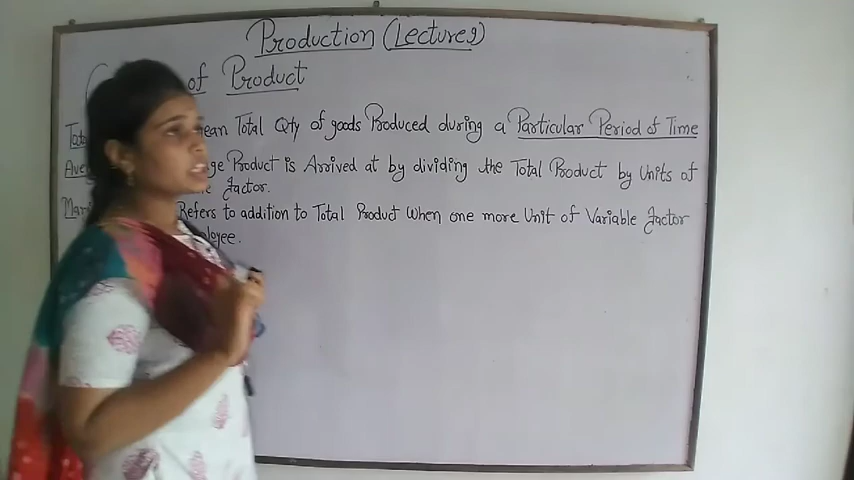 Production (Lecture 2)
of Product
Total Qty of goods Produced during a Particular Period of Time
Product is Arrived at by dividing the Total Product by Units of
factor.
Refers to addition to Total Product When one more Unit of Variable factor